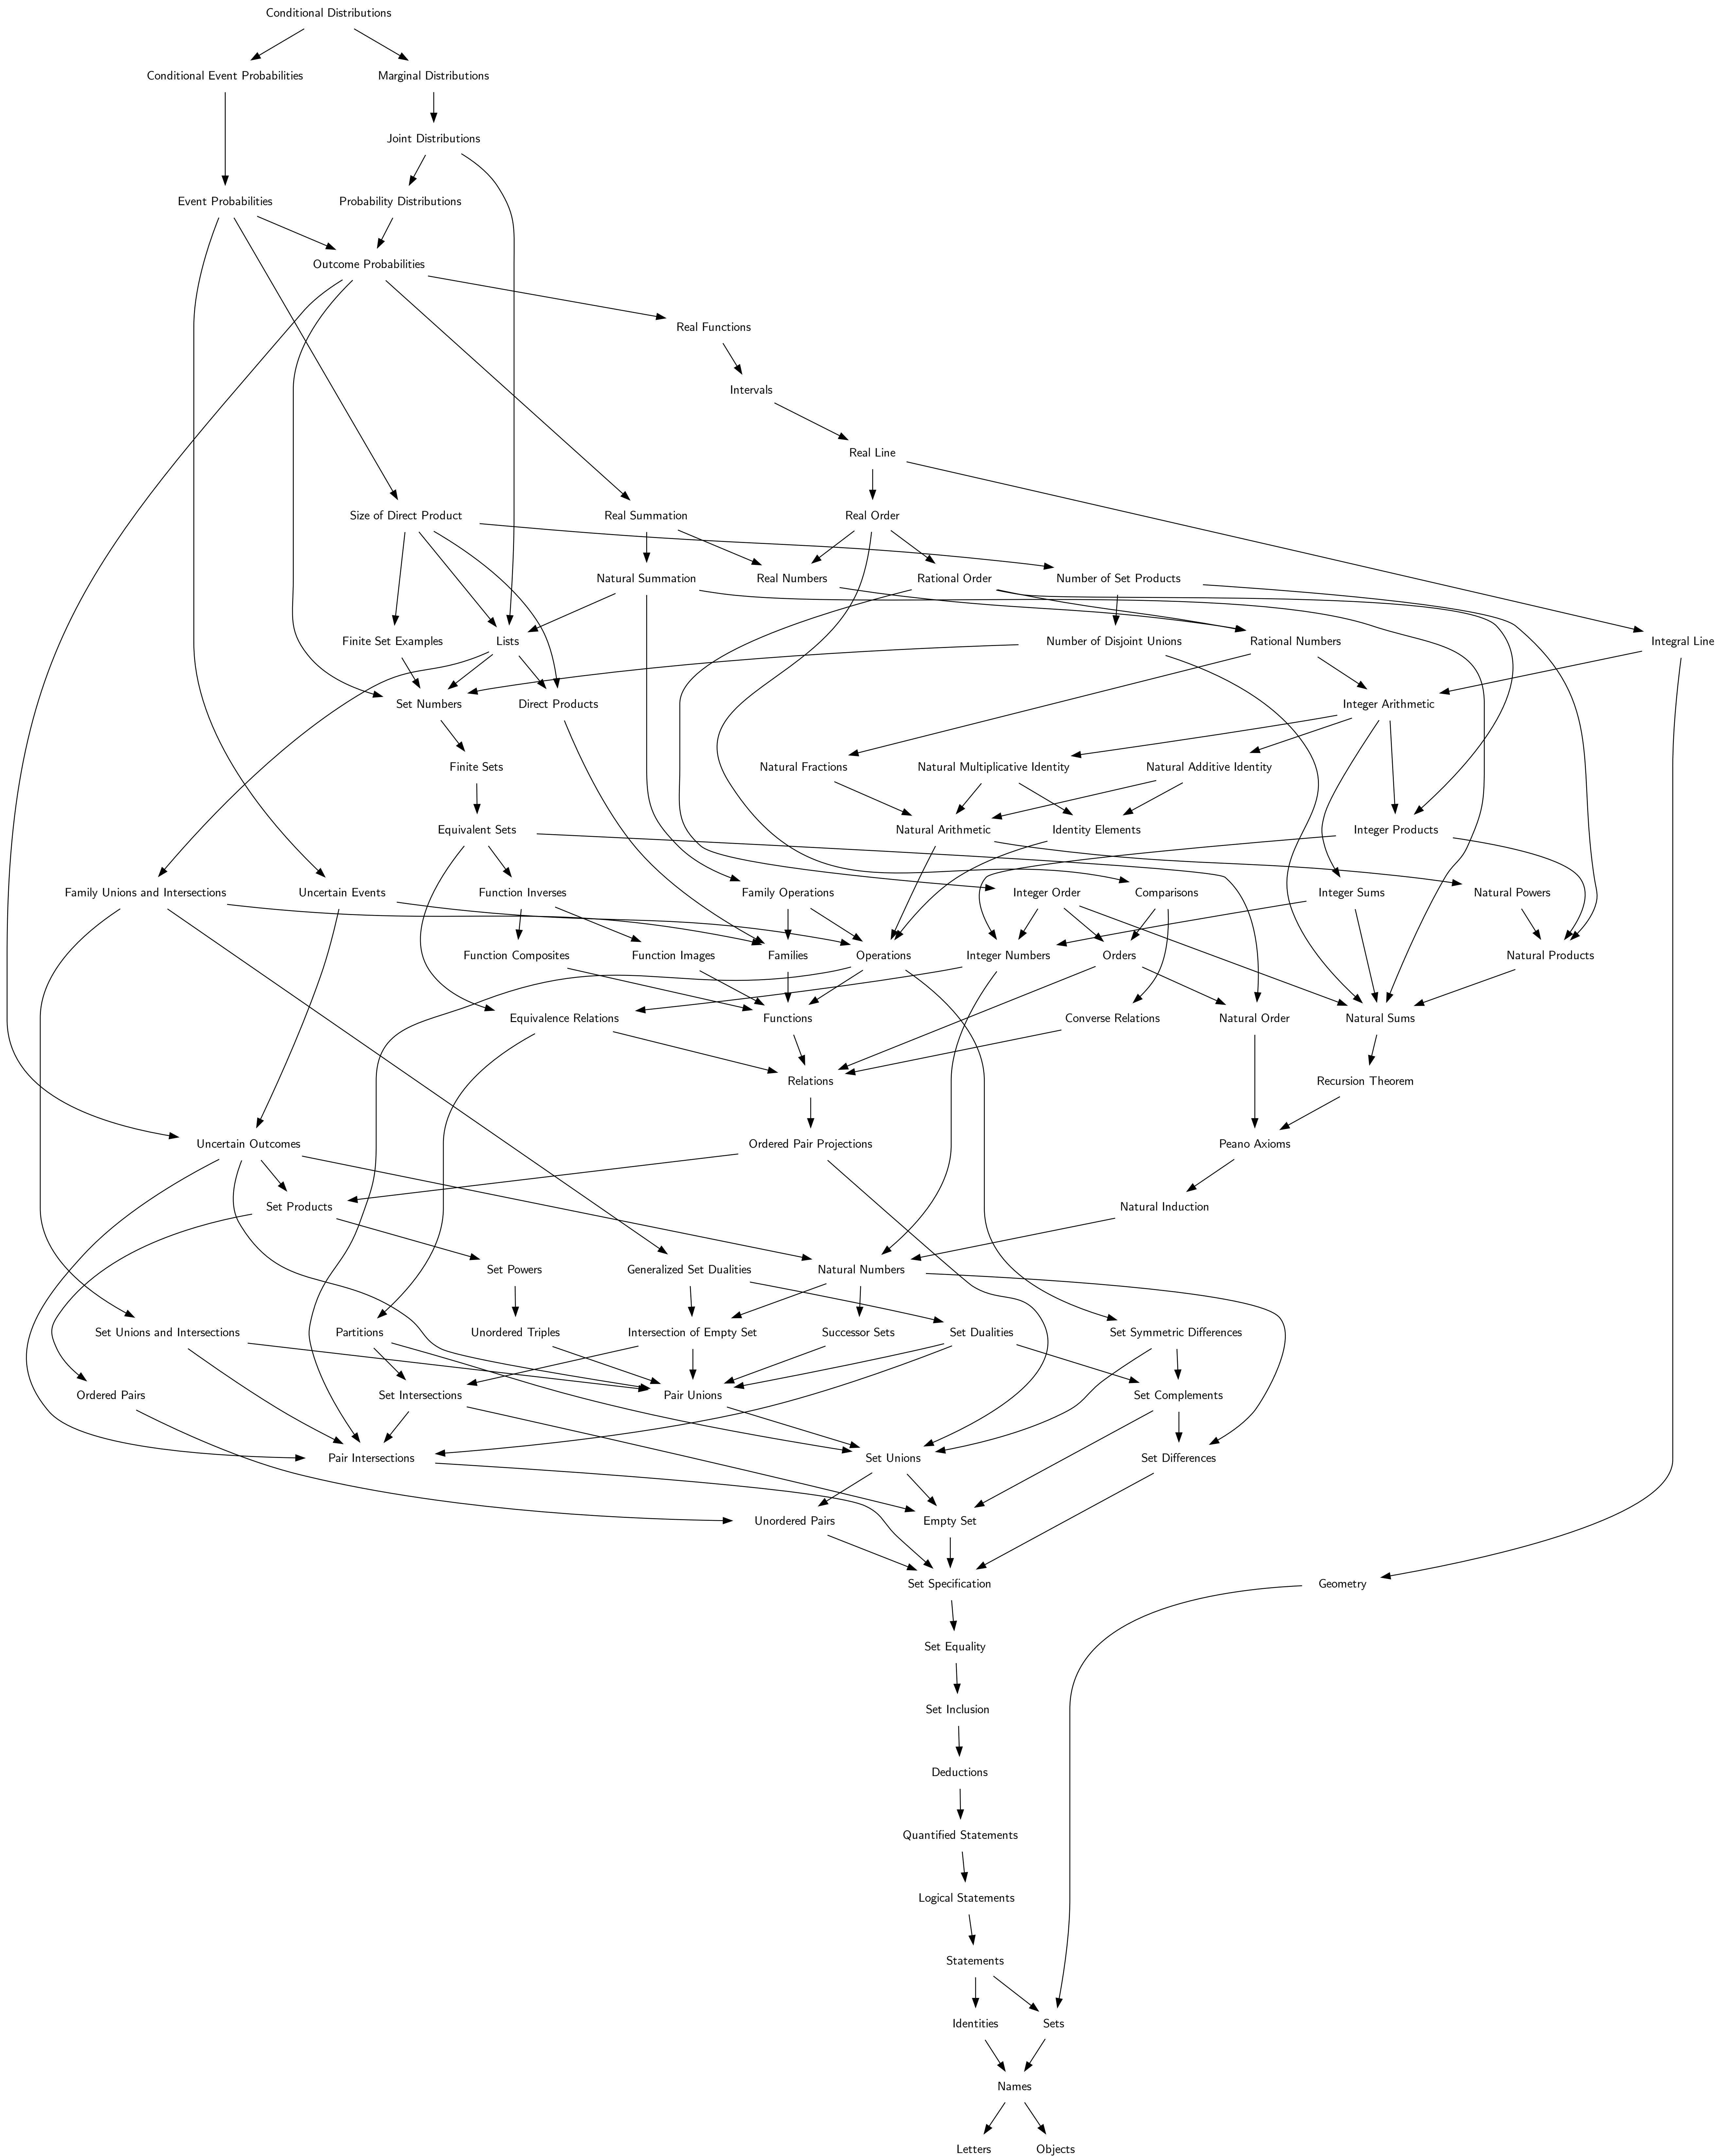 Conditional Distributions
Conditional Event Probabilities
Marginal Distributions
Joint Distributions
Event Probabilities
Probability Distributions
Outcome Probabilities
Real Functions
Intervals
Real Line
Size of Direct Product
Real Summation
Real Order
Natural Summation
Real Numbers
Rational Order
Number of Set Products
Finite Set Examples
Lists
Number of Disjoint Unions
Rational Numbers
Integral Line
Set Numbers
Direct Products
Integer Arithmetic
Finite Sets
Natural Fractions
Natural Multiplicative Identity
Natural Additive Identity
Equivalent Sets
Natural Arithmetic
Identity Elements
Integer Products
Family Unions and Intersections
Uncertain Events
Function Inverses
Family Operations
Integer Order
Comparisons
Integer Sums
Natural Powers
Function Composites
Function Images
Families
Operations
Integer Numbers
Orders
Natural Products
Equivalence Relations
Functions
Converse Relations
Natural Order
Natural Sums
Relations
Recursion Theorem
Uncertain Outcomes
Ordered Pair Projections
Peano Axioms
Set Products
Natural Induction
Set Powers
Generalized Set Dualities
Natural Numbers
Set Unions and Intersections
Partitions
Unordered Triples
Intersection of Empty Set
Successor Sets
Set Dualities
Set Symmetric Differences
Ordered Pairs
Set Intersections
Pair Unions
Set Complements
Pair Intersections
Set Unions
Set Differences
Unordered Pairs
Empty Set
Set Specification
Geometry
Set Equality
Set Inclusion
Deductions
Quantified Statements
Logical Statements
Statements
Identities
Sets
Names
Letters
Objects